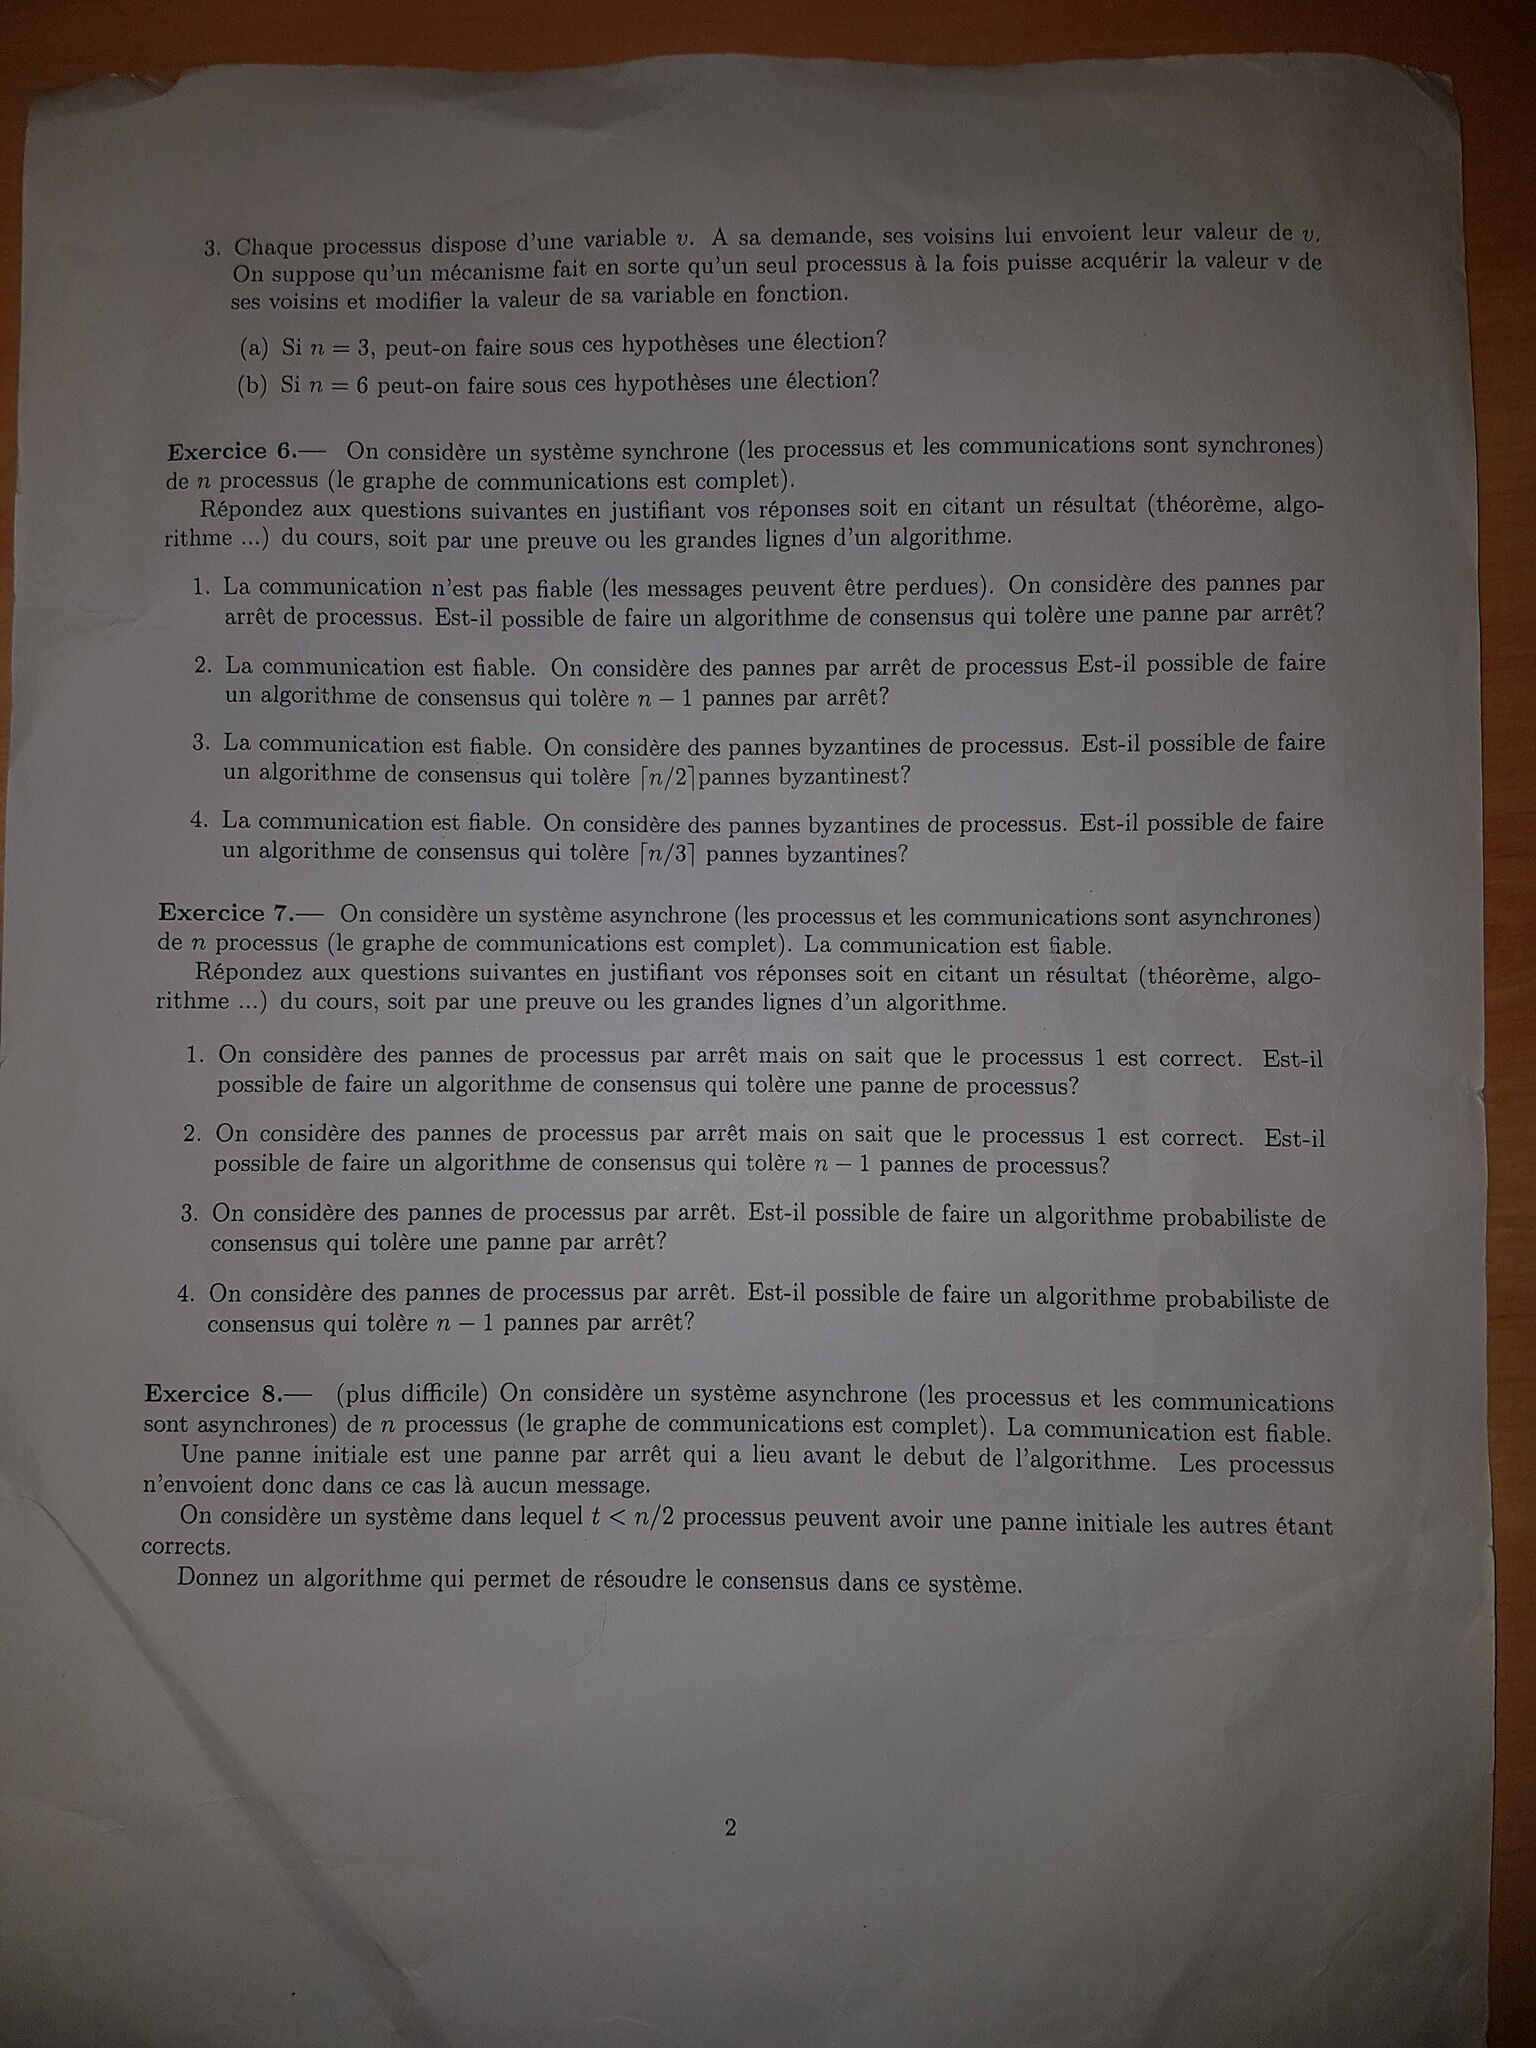 3. Chaque processus dispose d'une variable v. A sa demande, ses voisins lui envoient leur valeur de v.
On suppose qu'un mécanisme fait en sorte qu'un seul processus à la fois puisse acquérir la valeur v de
ses voisins et modifier la valeur de sa variable en fonction.
(a) Si n = 3, peut-on faire sous ces hypothèses une élection?
(b) Si n = 6 peut-on faire sous ces hypothèses une élection?
Exercice 6.— On considère un système synchrone (les processus et les communications sont synchrones)
de n processus (le graphe de communications est complet).
Répondez aux questions suivantes en justifiant vos réponses soit en citant un résultat (théorème, algo-
rithme ...) du cours, soit par une preuve ou les grandes lignes d'un algorithme.
1. La communication n'est pas fiable (les messages peuvent être perdues). On considère des pannes par
arrêt de processus. Est-il possible de faire un algorithme de consensus qui tolère une panne par arrêt?
2. La communication est fiable. On considère des pannes par arrêt de processus Est-il possible de faire
un algorithme de consensus qui tolère n − 1 pannes par arrêt?
3. La communication est fiable. On considère des pannes byzantines de processus. Est-il possible de faire
un algorithme de consensus qui tolère ⌈n/2⌉pannes byzantinest?
4. La communication est fiable. On considère des pannes byzantines de processus. Est-il possible de faire
un algorithme de consensus qui tolère ⌈n/3⌉ pannes byzantines?
Exercice 7.— On considère un système asynchrone (les processus et les communications sont asynchrones)
de n processus (le graphe de communications est complet). La communication est fiable.
Répondez aux questions suivantes en justifiant vos réponses soit en citant un résultat (théorème, algo-
rithme ...) du cours, soit par une preuve ou les grandes lignes d'un algorithme.
1. On considère des pannes de processus par arrêt mais on sait que le processus 1 est correct. Est-il
possible de faire un algorithme de consensus qui tolère une panne de processus?
2. On considère des pannes de processus par arrêt mais on sait que le processus 1 est correct. Est-il
possible de faire un algorithme de consensus qui tolère n − 1 pannes de processus?
3. On considère des pannes de processus par arrêt. Est-il possible de faire un algorithme probabiliste de
consensus qui tolère une panne par arrêt?
4. On considère des pannes de processus par arrêt. Est-il possible de faire un algorithme probabiliste de
consensus qui tolère n − 1 pannes par arrêt?
Exercice 8.— (plus difficile) On considère un système asynchrone (les processus et les communications
sont asynchrones) de n processus (le graphe de communications est complet). La communication est fiable.
Une panne initiale est une panne par arrêt qui a lieu avant le debut de l'algorithme. Les processus
n'envoient donc dans ce cas là aucun message.
On considère un système dans lequel t < n/2 processus peuvent avoir une panne initiale les autres étant
corrects.
Donnez un algorithme qui permet de résoudre le consensus dans ce système.
2